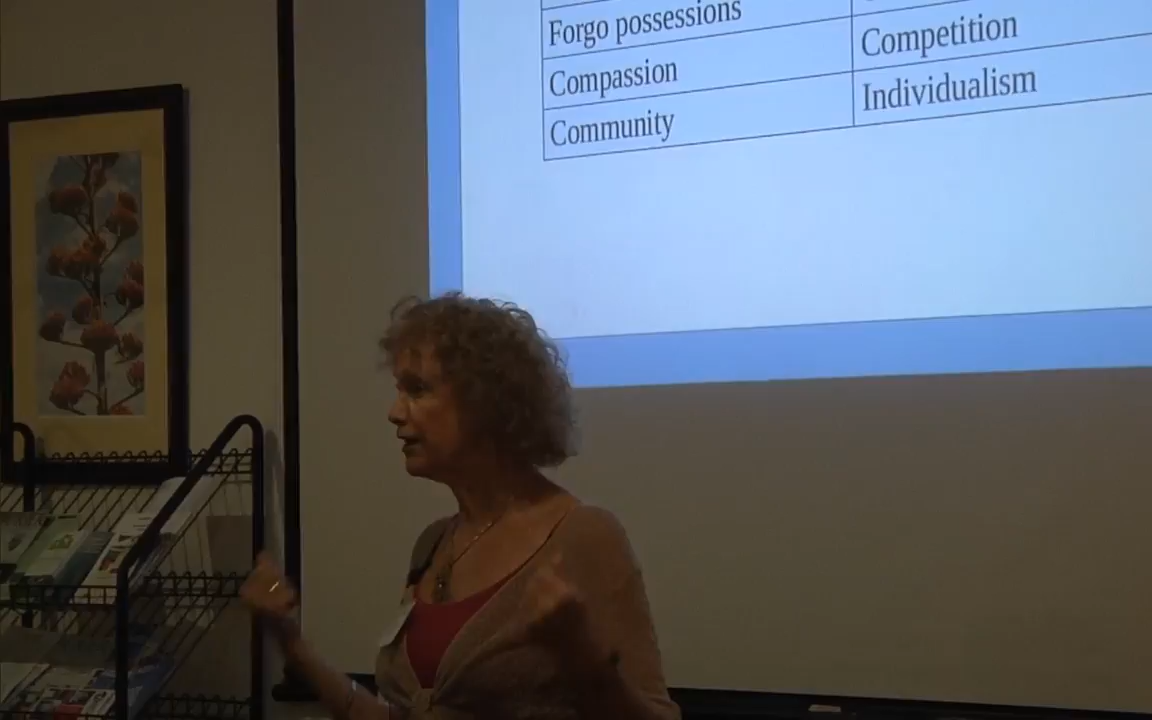 Forgo possessions
Competition
Compassion
Individualism
Community